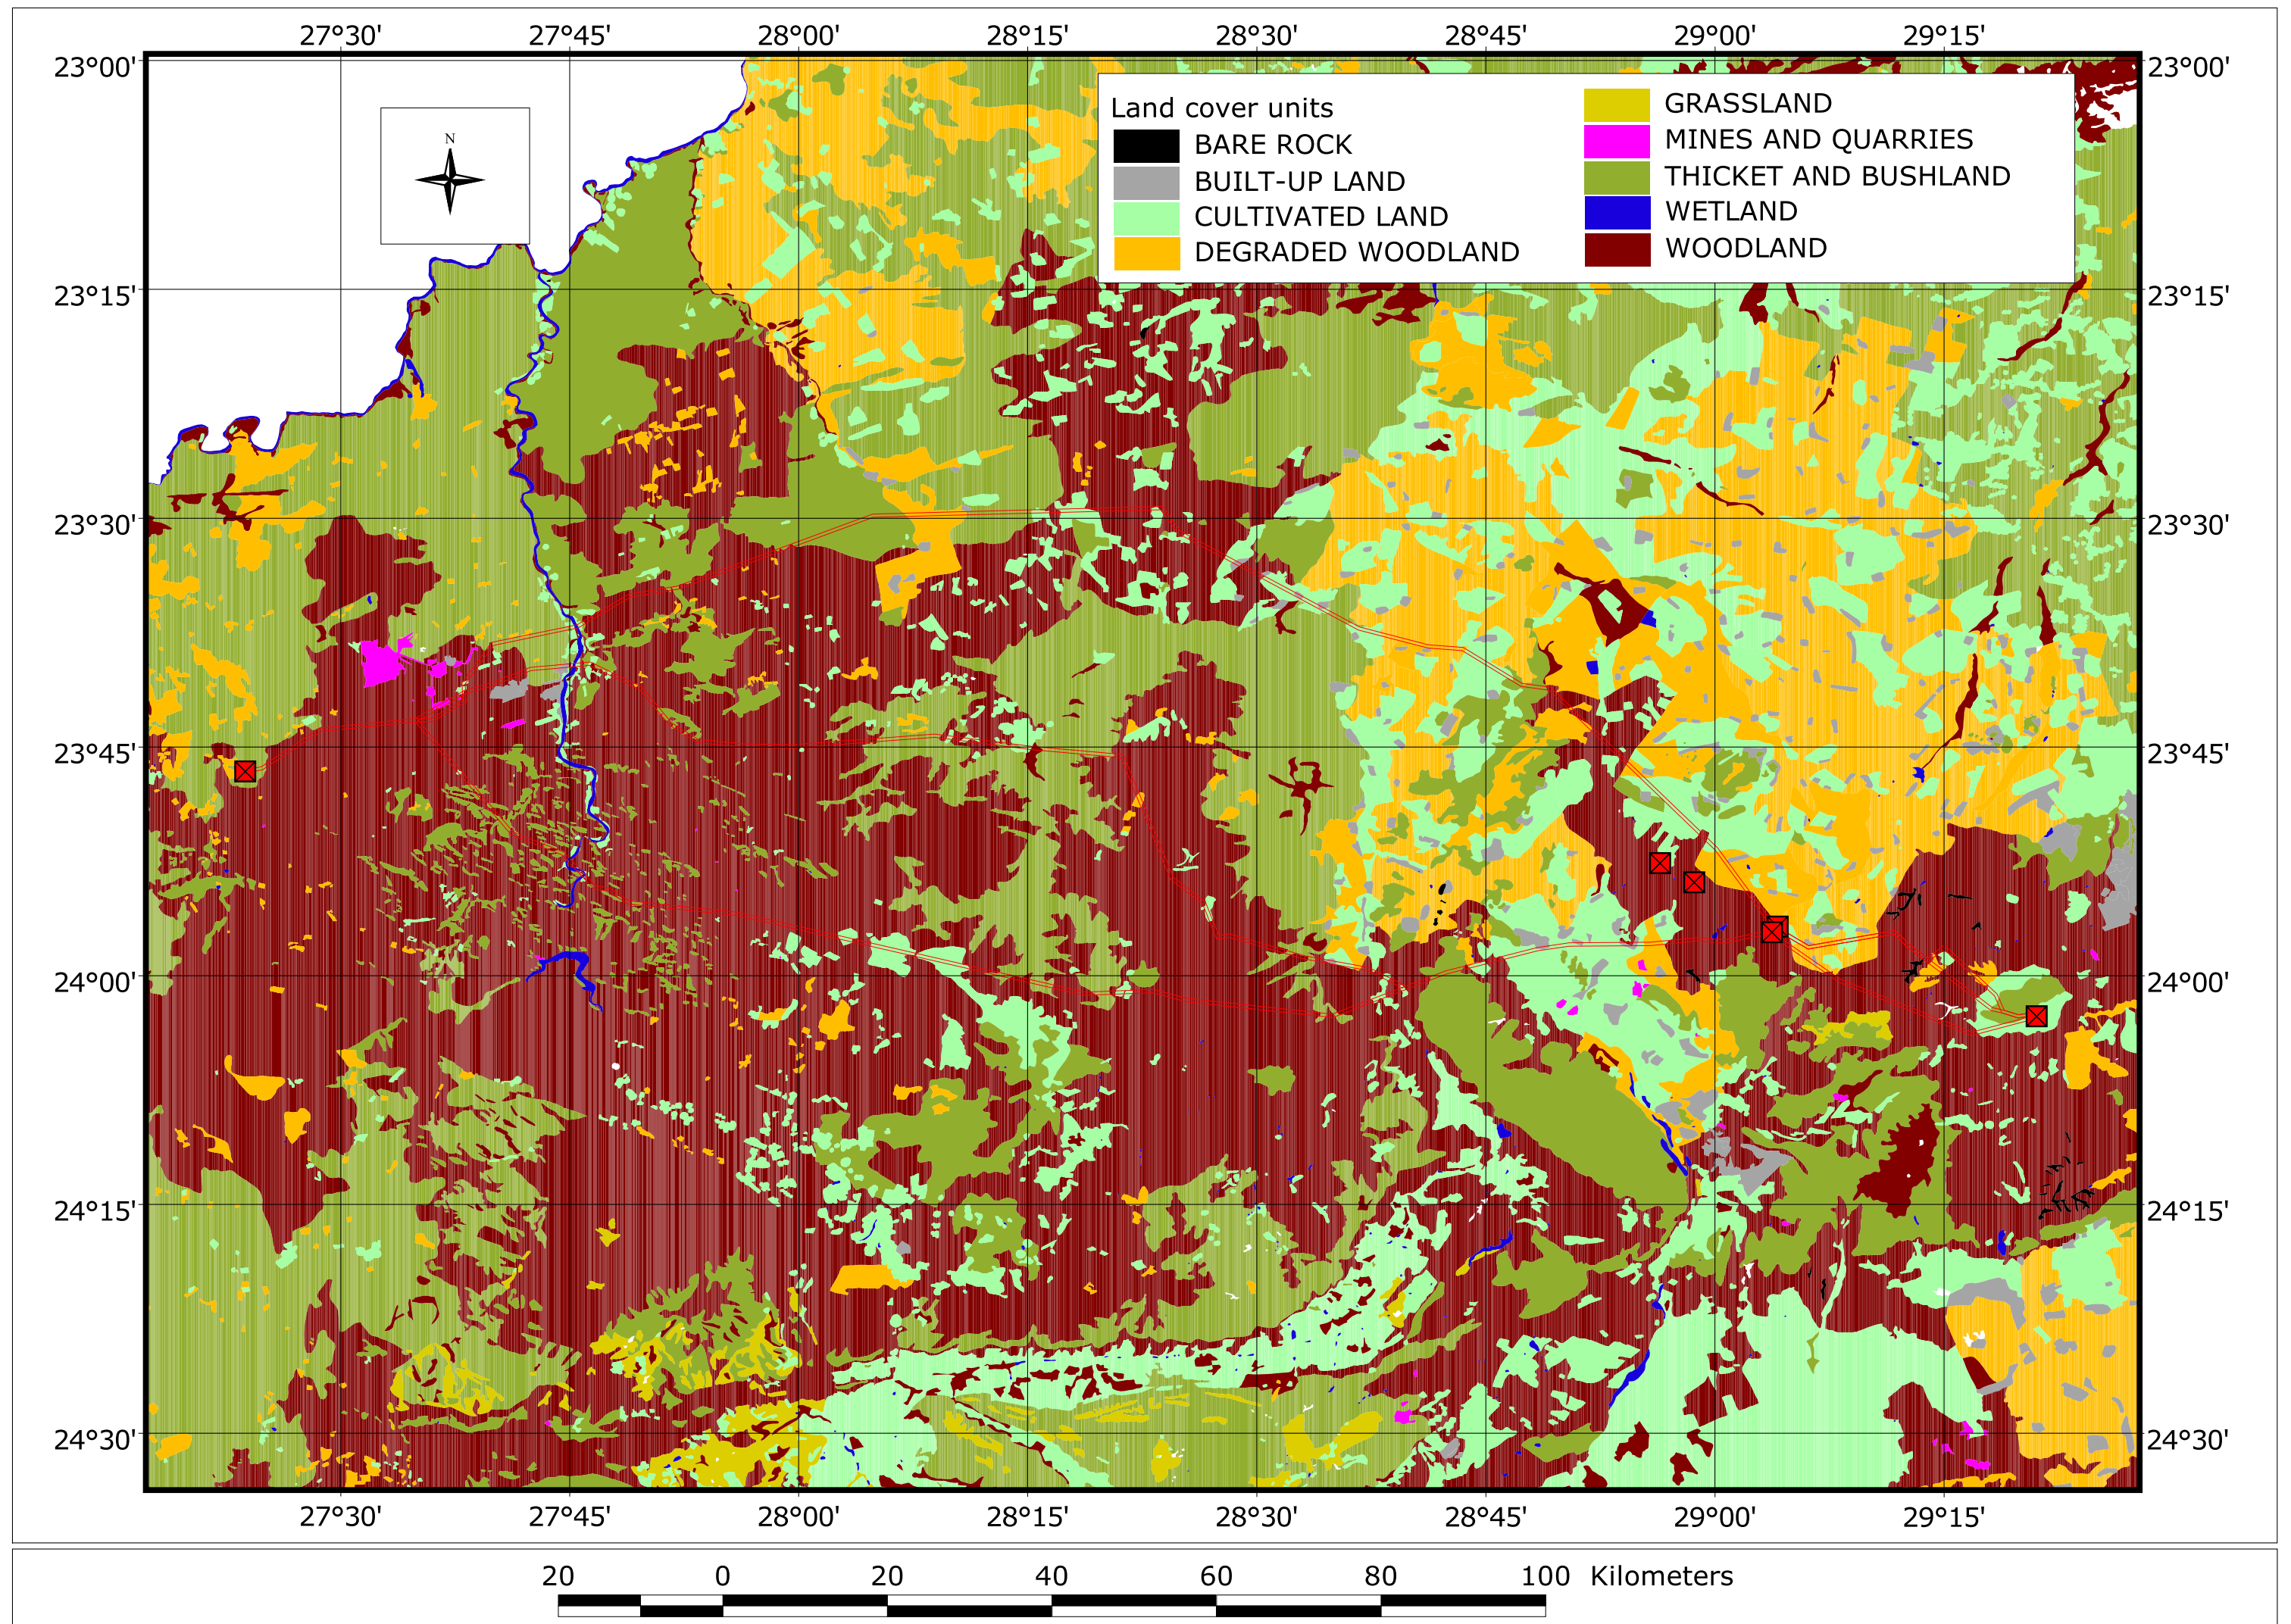 27°30' 27°45' 28°00' 28°15' 28°30' 28°45' 29°00' 29°15'
23°00' 23°00'
N
Land cover units
BARE ROCK
BUILT-UP LAND
CULTIVATED LAND
DEGRADED WOODLAND
GRASSLAND
MINES AND QUARRIES
THICKET AND BUSHLAND
WETLAND
WOODLAND
23°15' 23°15'
23°30' 23°30'
23°45' 23°45'
24°00' 24°00'
24°15' 24°15'
24°30' 24°30'
27°30' 27°45' 28°00' 28°15' 28°30' 28°45' 29°00' 29°15'
20 0 20 40 60 80 100 Kilometers